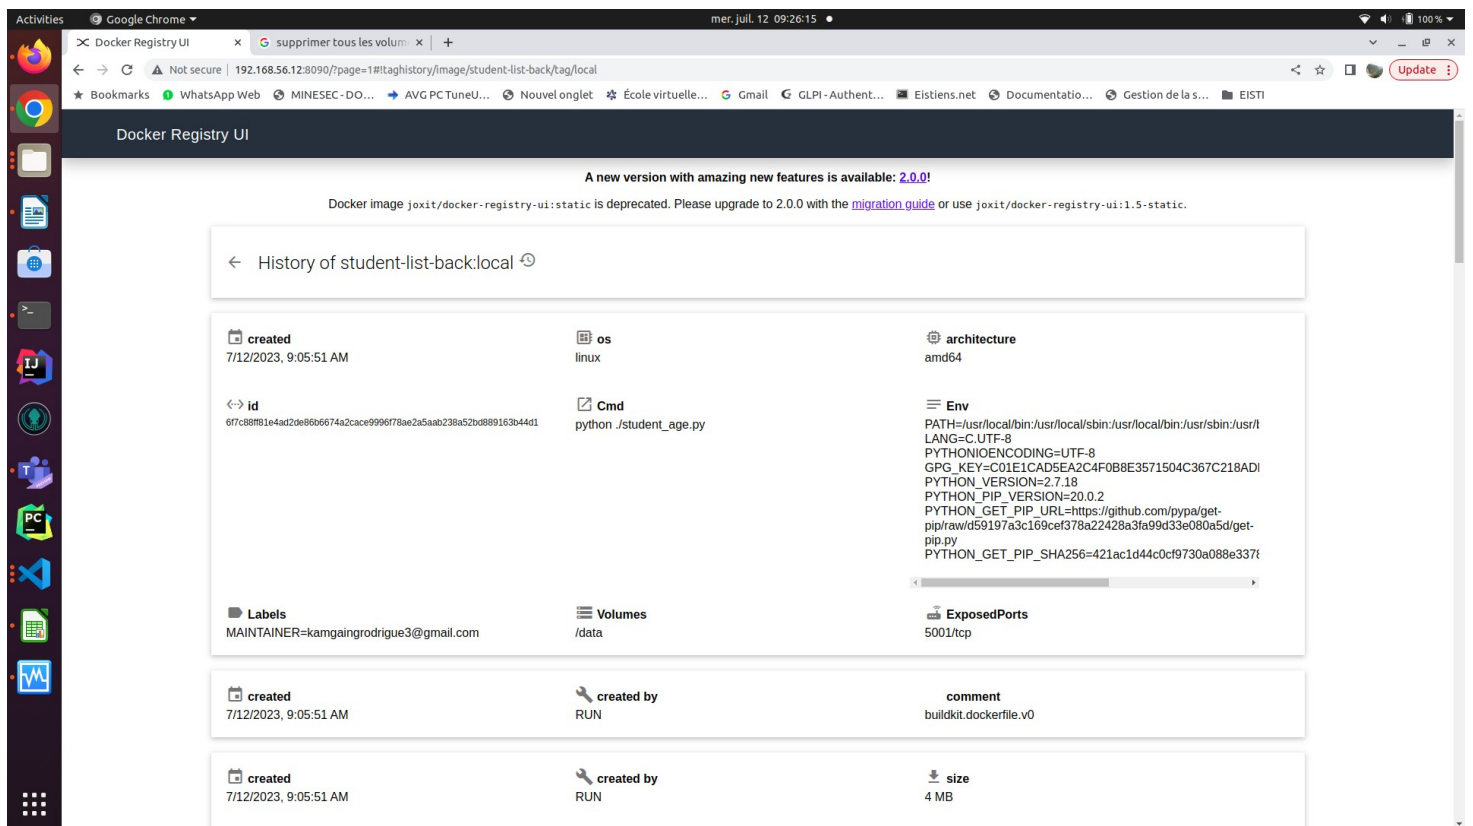 Activities Google Chrome mer. juil. 12 09:26:15 100 %
Docker Registry UI supprimer tous les volum
Not secure 192.168.56.12:8090/?page=1#!taghistory/image/student-list-back/tag/local Update
Bookmarks WhatsApp Web MINESEC - DO... AVG PC TuneU... Nouvel onglet École virtuelle... Gmail GLPI - Authent... Eistiens.net Documentatio... Gestion de la s... EISTI
Docker Registry UI
A new version with amazing new features is available: 2.0.0!
Docker image joxit/docker-registry-ui:static is deprecated. Please upgrade to 2.0.0 with the migration guide or use joxit/docker-registry-ui:1.5-static.
History of student-list-back:local
created os architecture
7/12/2023, 9:05:51 AM linux amd64
id Cmd Env
6f7c88ff81e4ad2de86b6674a2cace9996f78ae2a5aab238a52bd889163b44d1 python ./student_age.py PATH=/usr/local/bin:/usr/local/sbin:/usr/local/bin:/usr/sbin:/usr/b
LANG=C.UTF-8
PYTHONIOENCODING=UTF-8
GPG_KEY=C01E1CAD5EA2C4F0B8E3571504C367C218AD
PYTHON_VERSION=2.7.18
PYTHON_PIP_VERSION=20.0.2
PYTHON_GET_PIP_URL=https://github.com/pypa/get-
pip/raw/d59197a3c169cef378a22428a3fa99d33e080a5d/get-
pip.py
PYTHON_GET_PIP_SHA256=421ac1d44c0cf9730a088e3378
Labels Volumes ExposedPorts
MAINTAINER=kamgaingrodrigue3@gmail.com /data 5001/tcp
created created by comment
7/12/2023, 9:05:51 AM RUN buildkit.dockerfile.v0
created created by size
7/12/2023, 9:05:51 AM RUN 4 MB